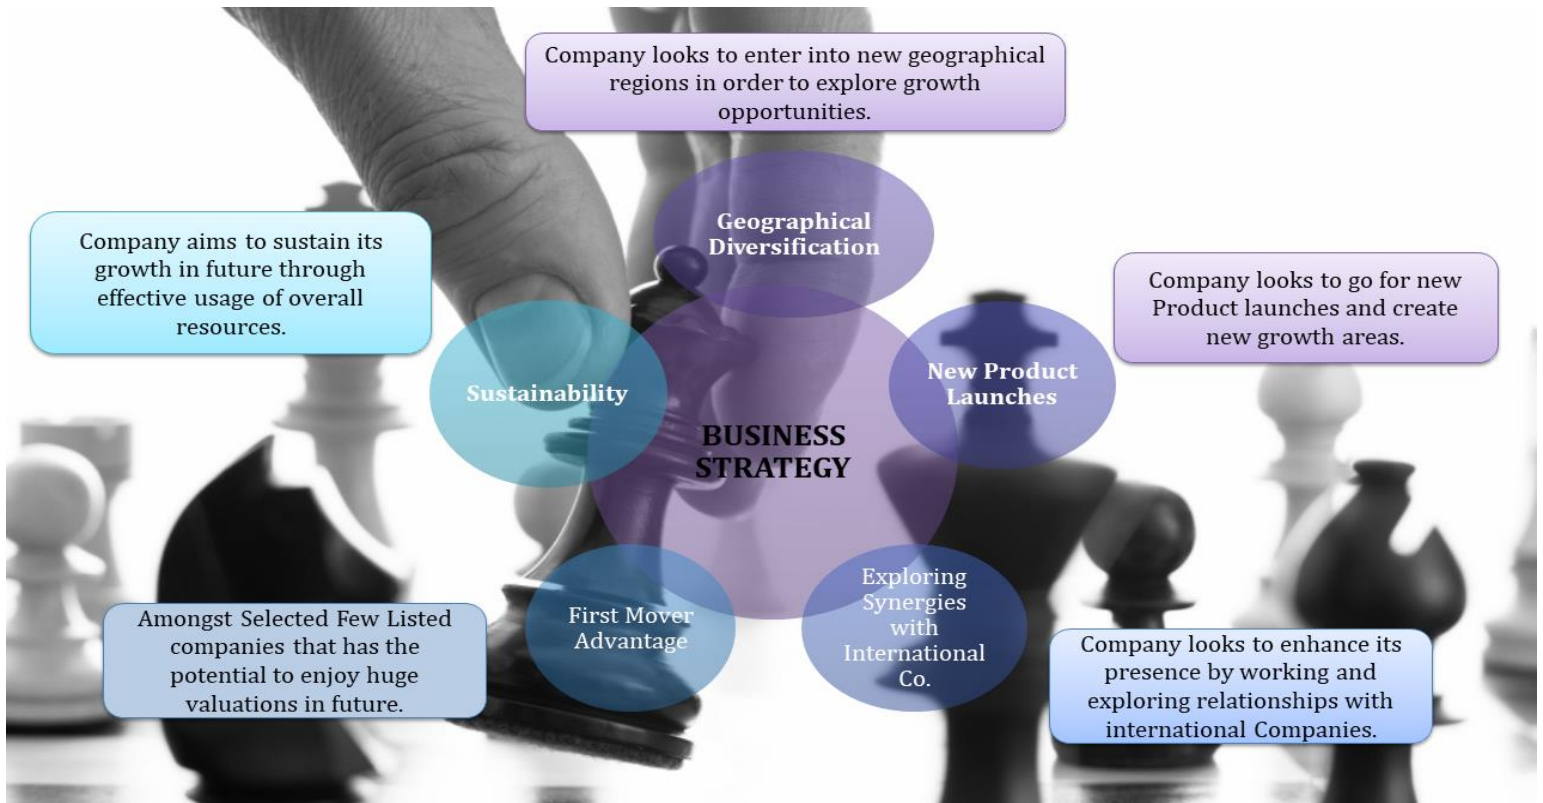 Company looks to enter into new geographical
regions in order to explore growth
opportunities.
Geographical
Diversification
Company aims to sustain its
growth in future through
effective usage of overall
resources.
Company looks to go for new
Product launches and create
new growth areas.
Sustainability
New Product
Launches
BUSINESS
STRATEGY
First Mover
Advantage
Exploring
Synergies
with
International
Co.
Amongst Selected Few Listed
companies that has the
potential to enjoy huge
valuations in future.
Company looks to enhance its
presence by working and
exploring relationships with
international Companies.